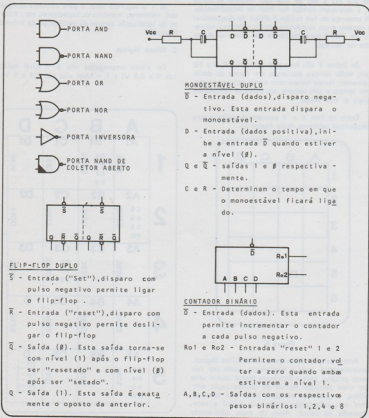 PORTA AND
PORTA NAND
PORTA OR
PORTA NOR
PORTA INVERSORA
PORTA NAND DE
COLETOR ABERTO
S̅
S̅
Q R̅ Q̅ Q R̅ Q̅
FLIP-FLOP DUPLO
S̅ - Entrada ("Set"),disparo com
pulso negativo permite ligar
o flip-flop .
R̅ - Entrada ("reset"),disparo com
pulso negativo permite desli-
gar o flip-flop
Q̅ - Saída (Ø). Esta saída torna-se
com nível (1) após o flip-flop
ser "resetado" e com nível (Ø)
após ser "setado".
Q - Saída (1). Esta saída é exata
mente o oposto da anterior.
Vcc R C D D̅ D D̅ C R Vcc
Q Q̅ Q Q̅
MONOESTÁVEL DUPLO
D̅ - Entrada (dados),disparo nega-
tivo. Esta entrada dispara o
monoestável.
D - Entrada (dados positiva),ini-
be a entrada D̅ quando estiver
a nível (Ø).
Q e Q̅ - saídas 1 e Ø respectiva -
mente.
C e R - Determinam o tempo em que
o monoestável ficará liga
do.
D̅
Ro1
Ro2
A B C D
CONTADOR BINÁRIO
D̅ - Entrada (dados). Esta entrada
permite incrementar o contador
a cada pulso negativo.
Ro1 e Ro2 - Entradas "reset" 1 e 2
Permitem o contador vol
tar a zero quando ambas
estiverem a nível 1.
A,B,C,D - Saídas com os respectivos
pesos binários: 1,2,4 e 8